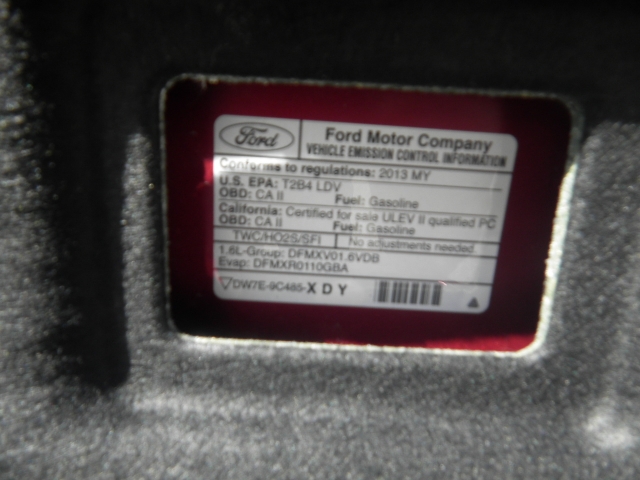 Ford
Ford Motor Company
VEHICLE EMISSION CONTROL INFORMATION
Conforms to regulations: 2013 MY
U.S. EPA: T2B4 LDV
OBD: CA II Fuel: Gasoline
California: Certified for sale ULEV II qualified PC
OBD: CA II Fuel: Gasoline
TWC/HO2S/SFI No adjustments needed.
1.6L-Group: DFMXV01.6VDB
Evap: DFMXR0110GBA
DW7E-9C485-XDY